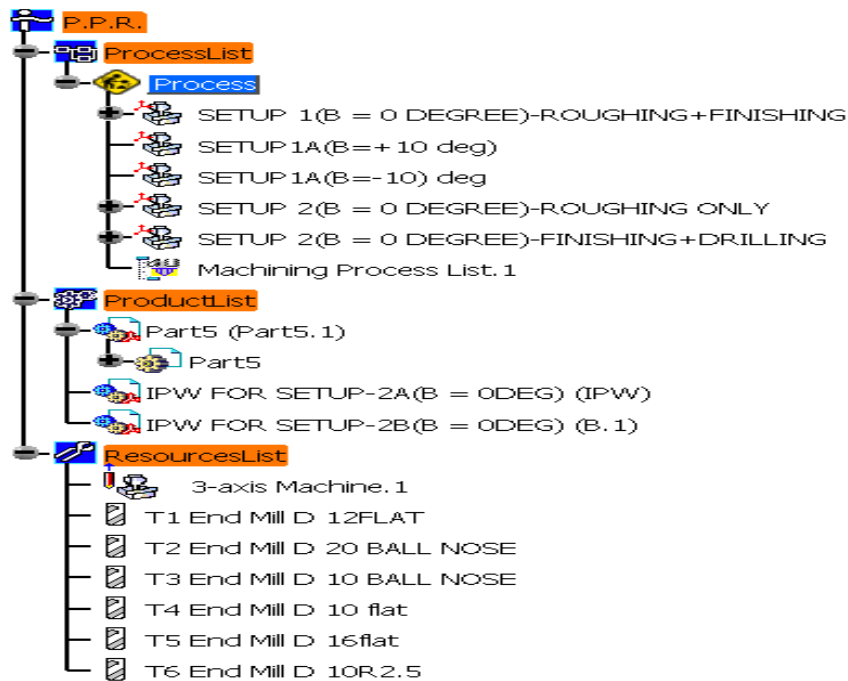 P.P.R.
ProcessList
Process
SETUP 1(B = 0 DEGREE)-ROUGHING+FINISHING
SETUP1A(B=+10 deg)
SETUP1A(B=-10) deg
SETUP 2(B = 0 DEGREE)-ROUGHING ONLY
SETUP 2(B = 0 DEGREE)-FINISHING+DRILLING
Machining Process List.1
ProductList
Part5 (Part5.1)
Part5
IPW FOR SETUP-2A(B = 0DEG) (IPW)
IPW FOR SETUP-2B(B = 0DEG) (B.1)
ResourcesList
3-axis Machine.1
T1 End Mill D 12FLAT
T2 End Mill D 20 BALL NOSE
T3 End Mill D 10 BALL NOSE
T4 End Mill D 10 flat
T5 End Mill D 16flat
T6 End Mill D 10R2.5